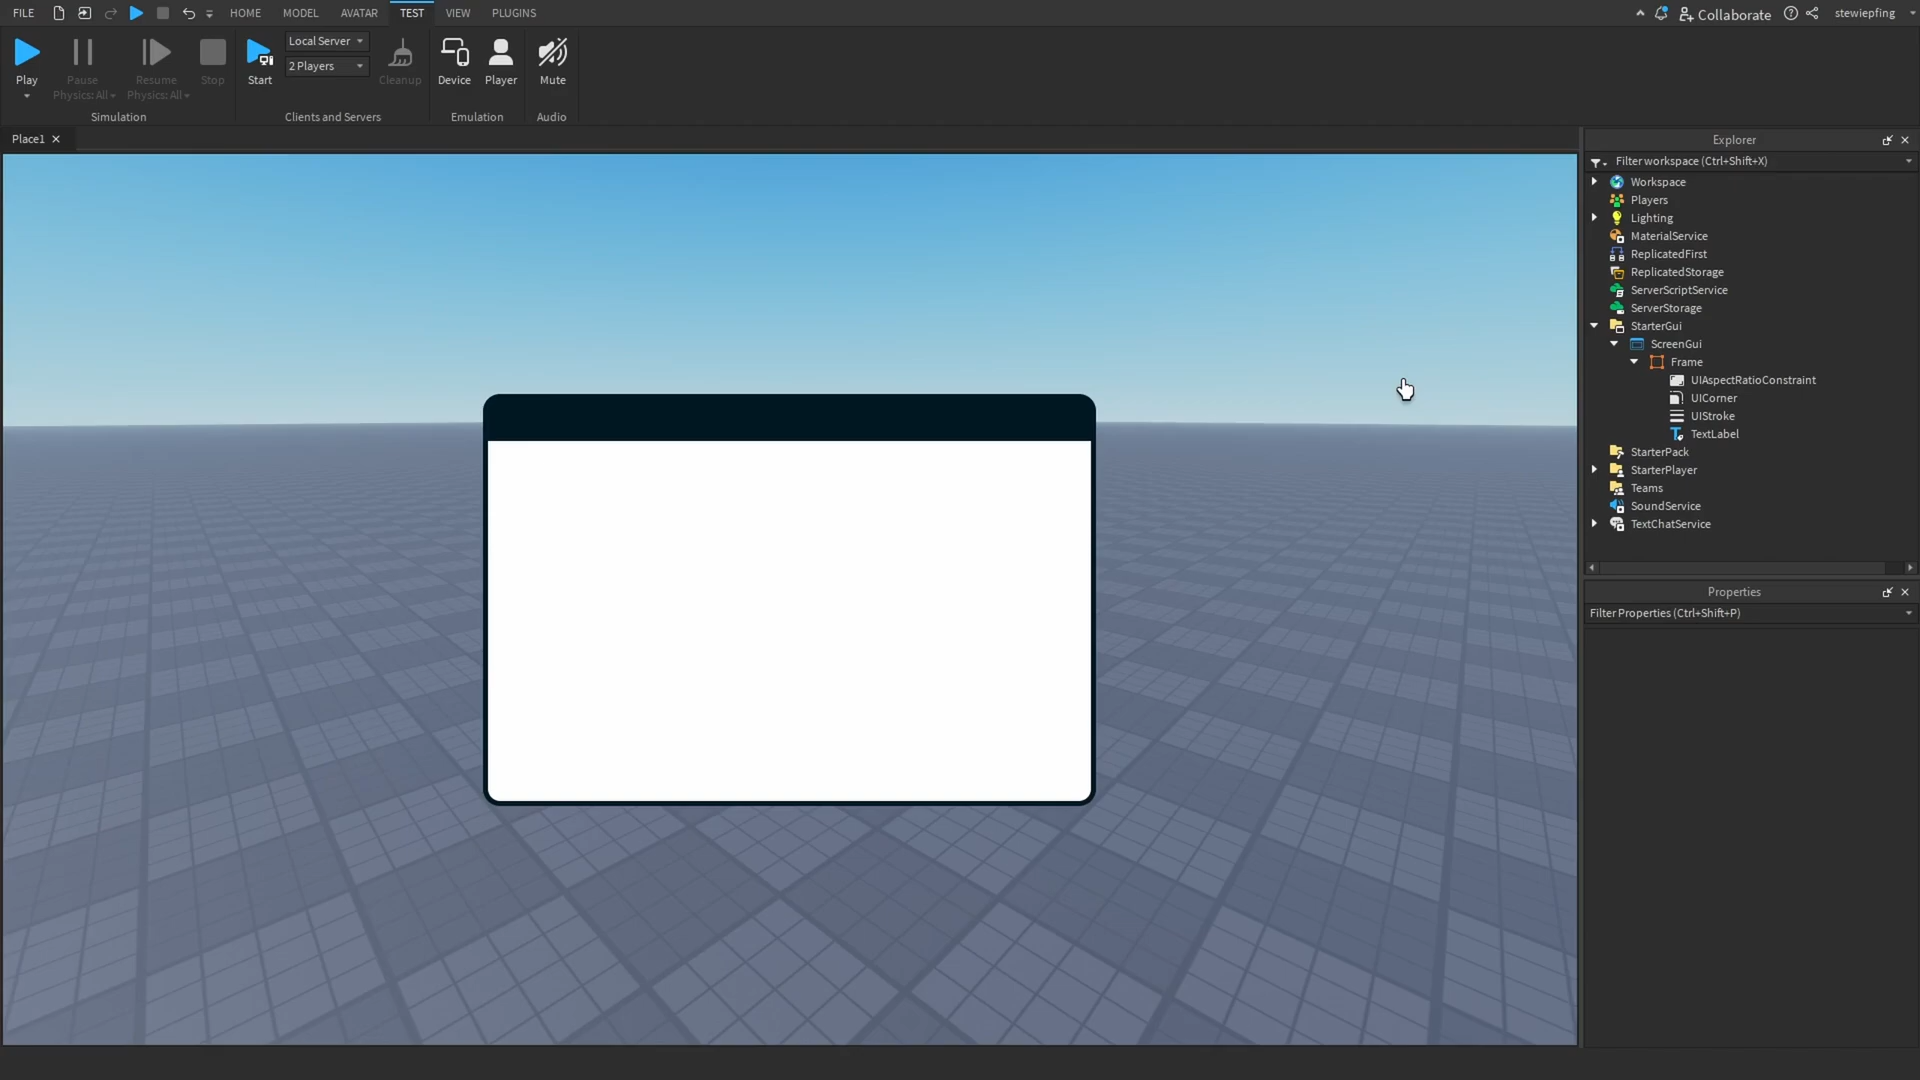 FILE HOME MODEL AVATAR TEST VIEW PLUGINS Collaborate stewiepfing
Play Pause Resume Stop Start Local Server 2 Players Cleanup Device Player Mute
Physics: All Physics: All
Simulation Clients and Servers Emulation Audio
Place1
Explorer
Filter workspace (Ctrl+Shift+X)
Workspace
Players
Lighting
MaterialService
ReplicatedFirst
ReplicatedStorage
ServerScriptService
ServerStorage
StarterGui
ScreenGui
Frame
UIAspectRatioConstraint
UICorner
UIStroke
TextLabel
StarterPack
StarterPlayer
Teams
SoundService
TextChatService
Properties
Filter Properties (Ctrl+Shift+P)